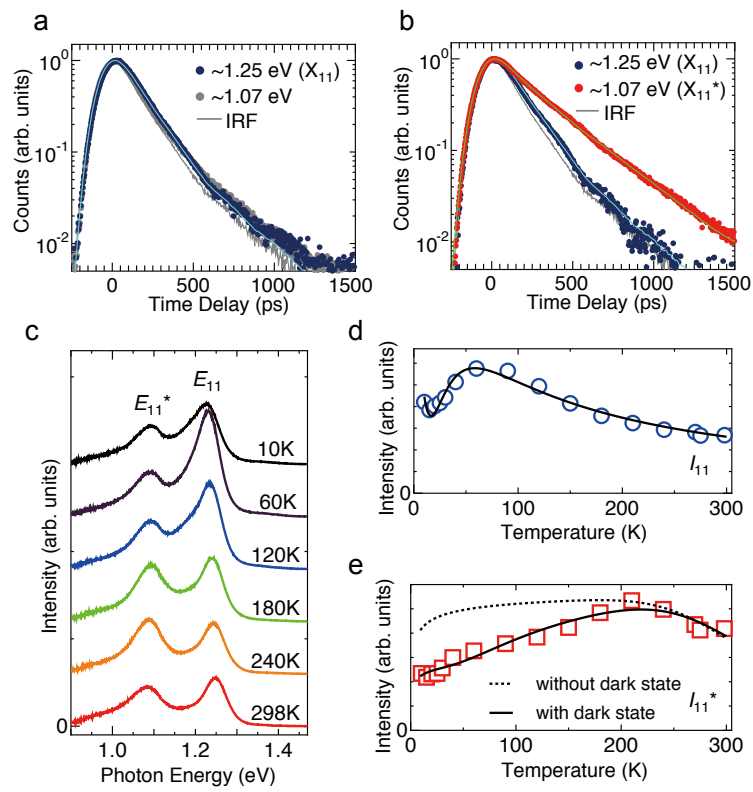 a
10⁰
10⁻¹
10⁻²
Counts (arb. units)
~1.25 eV (X₁₁)
~1.07 eV
IRF
0
500
1000
1500
Time Delay (ps)
b
10⁰
10⁻¹
10⁻²
Counts (arb. units)
~1.25 eV (X₁₁)
~1.07 eV (X₁₁*)
IRF
0
500
1000
1500
Time Delay (ps)
c
Intensity (arb. units)
E₁₁*
E₁₁
10K
60K
120K
180K
240K
298K
0
1.0
1.2
1.4
Photon Energy (eV)
d
Intensity (arb. units)
0
I₁₁
0
100
200
300
Temperature (K)
e
Intensity (arb. units)
0
without dark state
with dark state
I₁₁*
0
100
200
300
Temperature (K)